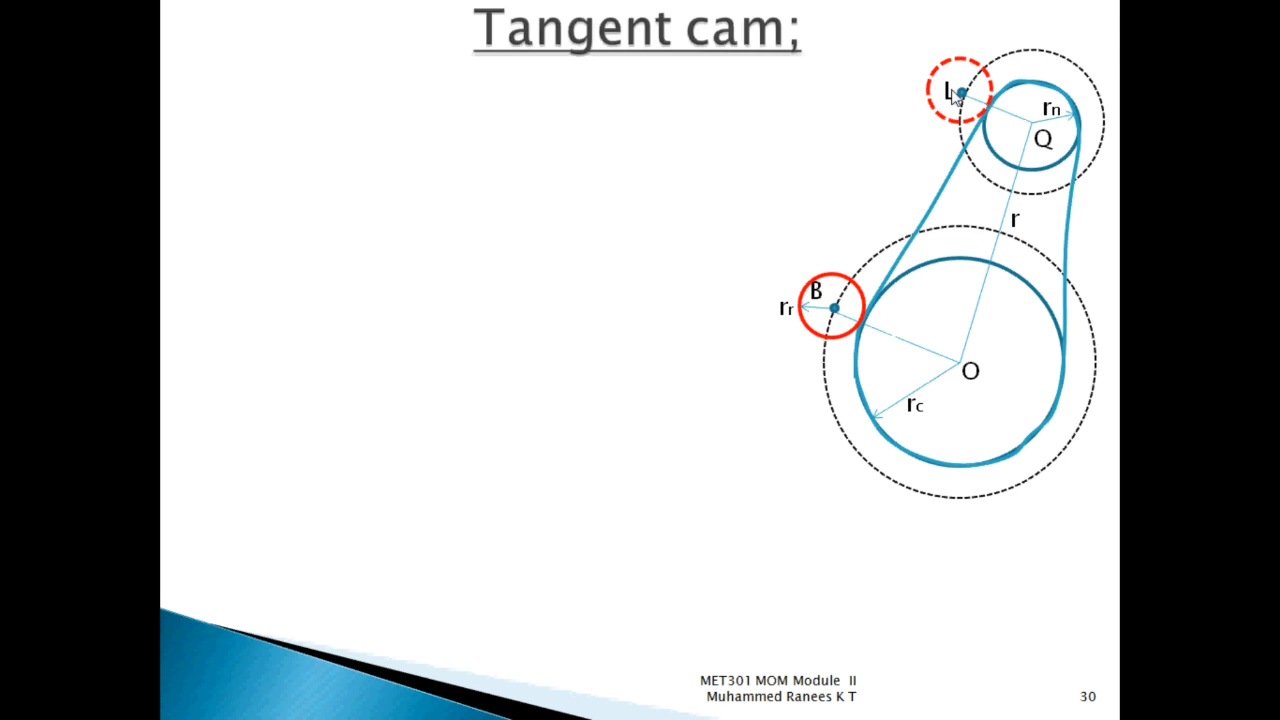 Tangent cam;
L
rn
Q
r
B
rr
O
rc
MET301 MOM Module II
Muhammed Ranees K T
30